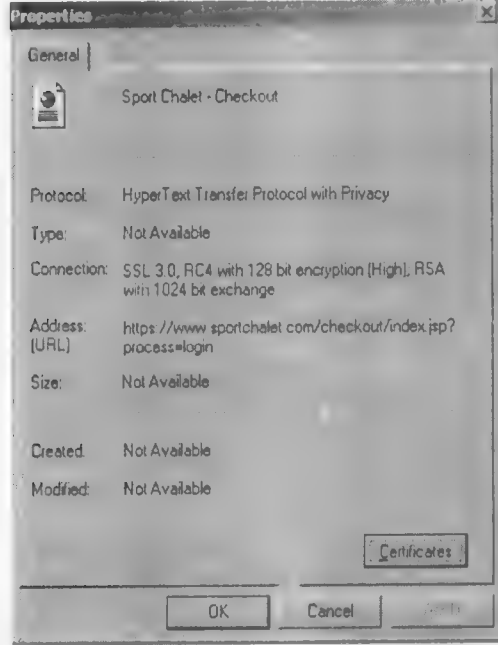 Properties
General
Sport Chalet - Checkout
Protocol: HyperText Transfer Protocol with Privacy
Type: Not Available
Connection: SSL 3.0, RC4 with 128 bit encryption (High), RSA
with 1024 bit exchange
Address: https://www.sportchalet.com/checkout/index.jsp?
(URL) process=login
Size: Not Available
Created: Not Available
Modified: Not Available
Certificates
OK Cancel